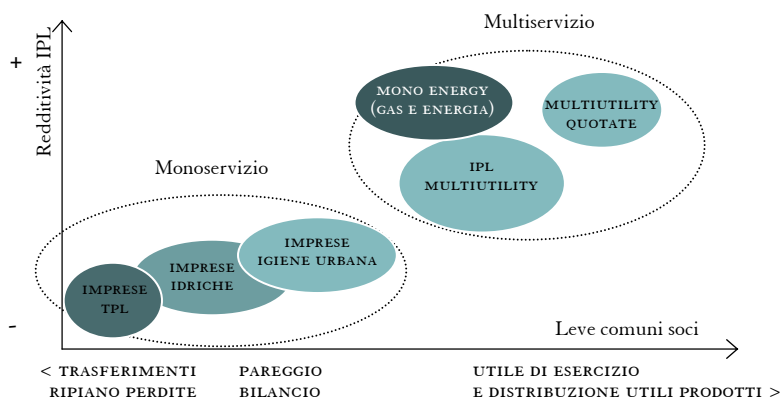 Multiservizio
+
Redditività IPL
MONO ENERGY
(GAS E ENERGIA)
MULTIUTILITY
QUOTATE
IPL
MULTIUTILITY
Monoservizio
IMPRESE
IGIENE URBANA
IMPRESE
IDRICHE
IMPRESE
TPL
-
Leve comuni soci
< TRASFERIMENTI
RIPIANO PERDITE
PAREGGIO
BILANCIO
UTILE DI ESERCIZIO
E DISTRIBUZIONE UTILI PRODOTTI >